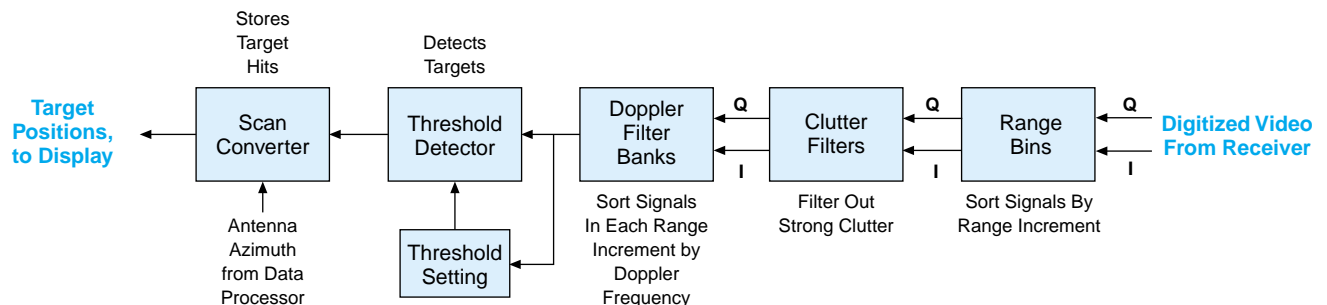 Stores
Target
Hits
Detects
Targets
Target
Positions,
to Display
Scan
Converter
Threshold
Detector
Doppler
Filter
Banks
Q
I
Clutter
Filters
Q
I
Range
Bins
Q
I
Digitized Video
From Receiver
Antenna
Azimuth
from Data
Processor
Threshold
Setting
Sort Signals
In Each Range
Increment by
Doppler
Frequency
Filter Out
Strong Clutter
Sort Signals By
Range Increment